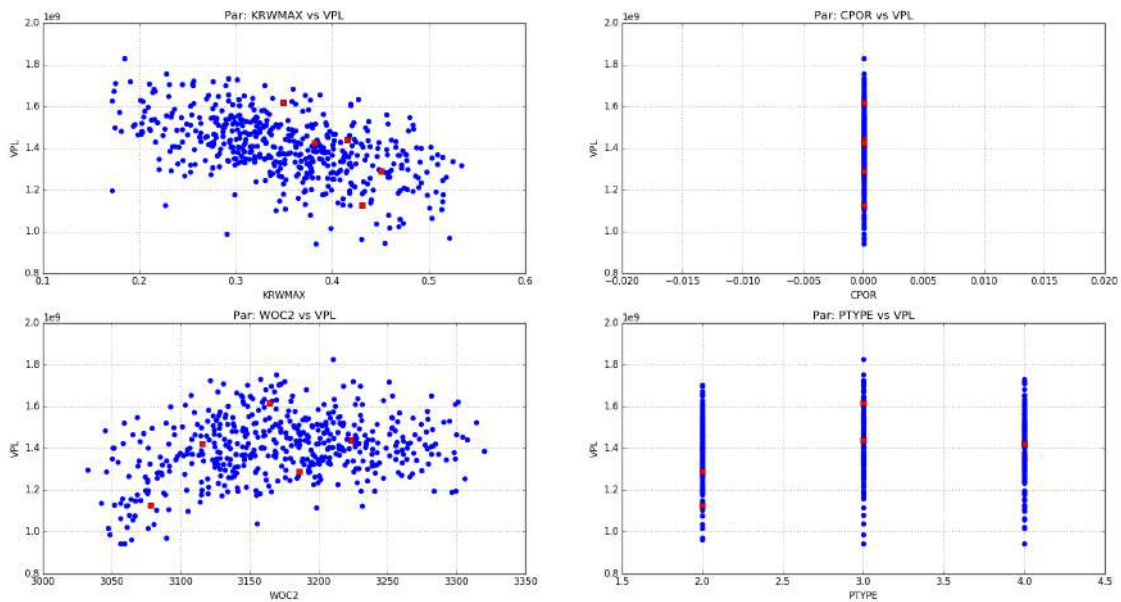 Par: KRWMAX vs VPL
1e9
2.0
1.8
1.6
1.4
1.2
1.0
0.8
VPL
0.1 0.2 0.3 0.4 0.5 0.6
KRWMAX
Par: CPOR vs VPL
1e9
2.0
1.8
1.6
1.4
1.2
1.0
0.8
VPL
−0.020 −0.015 −0.010 −0.005 0.000 0.005 0.010 0.015 0.020
CPOR
Par: WOC2 vs VPL
1e9
2.0
1.8
1.6
1.4
1.2
1.0
0.8
VPL
3000 3050 3100 3150 3200 3250 3300 3350
WOC2
Par: PTYPE vs VPL
1e9
2.0
1.8
1.6
1.4
1.2
1.0
0.8
VPL
1.5 2.0 2.5 3.0 3.5 4.0 4.5
PTYPE